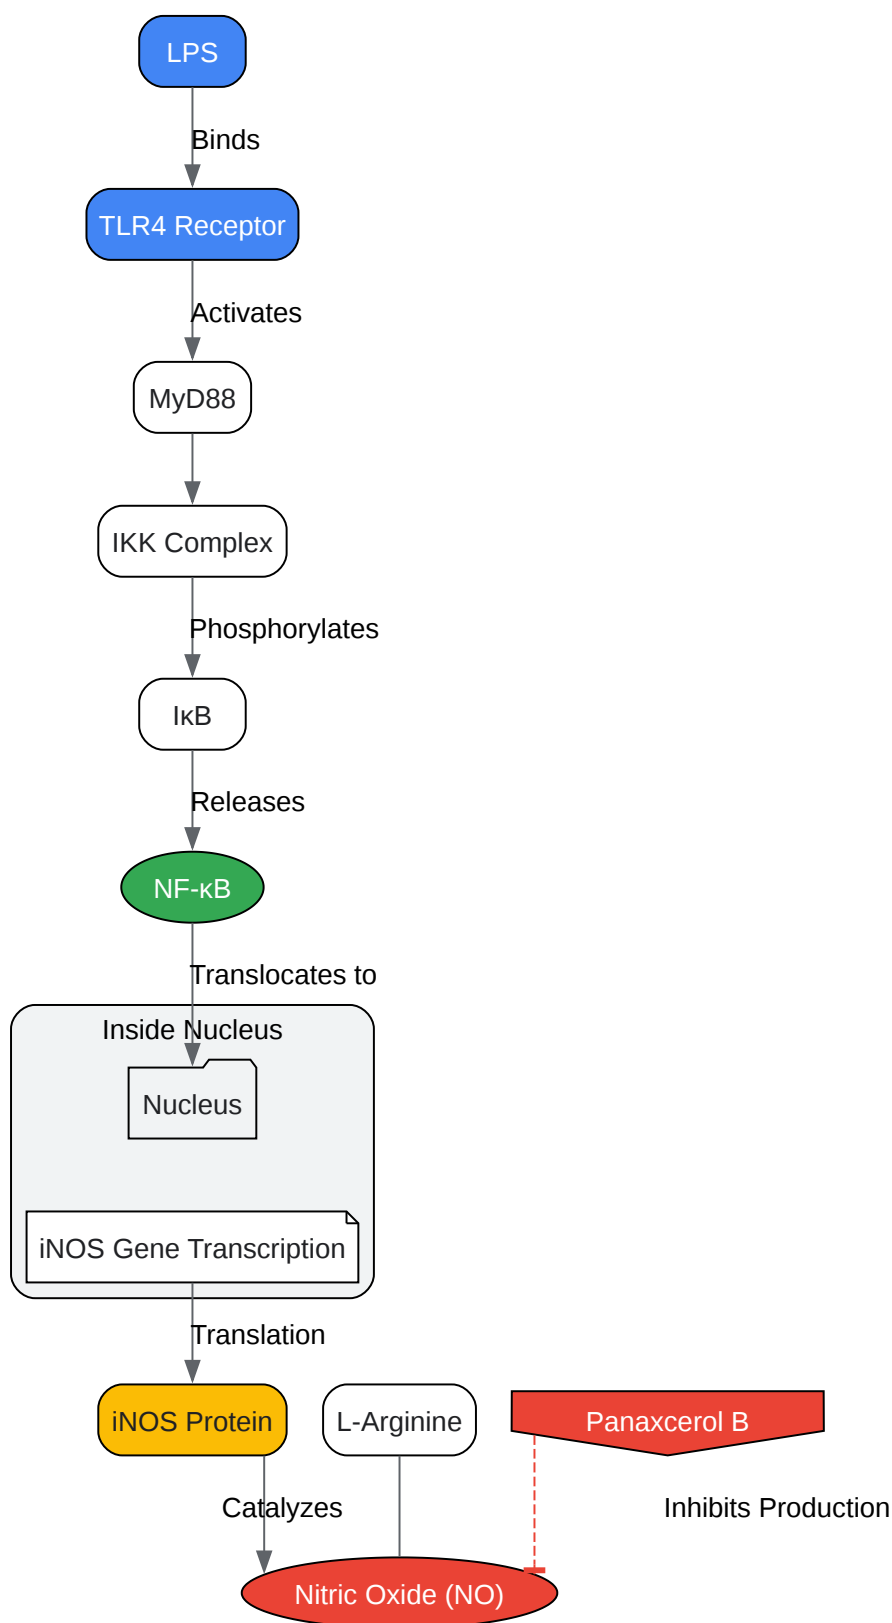 LPS
Binds
TLR4 Receptor
Activates
MyD88
IKK Complex
Phosphorylates
IκB
Releases
NF-κB
Translocates to
Inside Nucleus
Nucleus
iNOS Gene Transcription
Translation
iNOS Protein
L-Arginine
Panaxcerol B
Catalyzes
Inhibits Production
Nitric Oxide (NO)